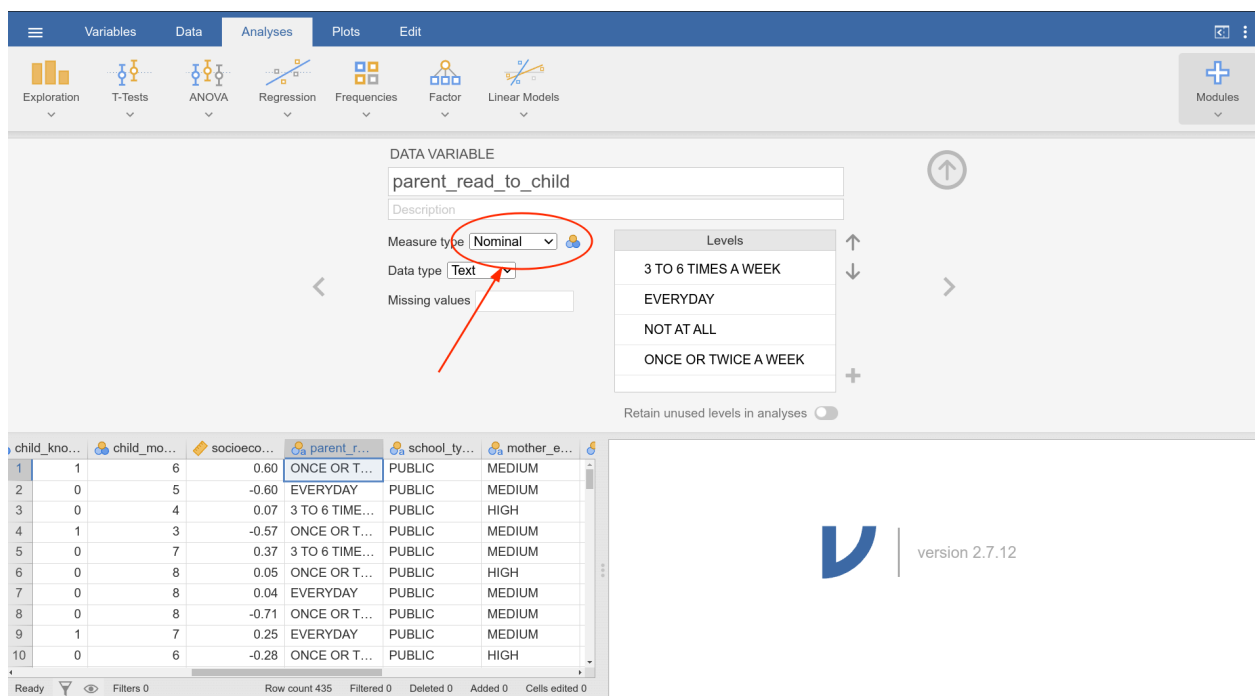 Variables Data Analyses Plots Edit
Exploration T-Tests ANOVA Regression Frequencies Factor Linear Models Modules
DATA VARIABLE
parent_read_to_child
Description
Measure type Nominal
Data type Text
Missing values
Levels
3 TO 6 TIMES A WEEK
EVERYDAY
NOT AT ALL
ONCE OR TWICE A WEEK
Retain unused levels in analyses
child_kno... child_mo... socioeco... parent_r... school_ty... mother_e...
1 1 6 0.60 ONCE OR T... PUBLIC MEDIUM
2 0 5 -0.60 EVERYDAY PUBLIC MEDIUM
3 0 4 0.07 3 TO 6 TIME... PUBLIC HIGH
4 1 3 -0.57 ONCE OR T... PUBLIC MEDIUM
5 0 7 0.37 3 TO 6 TIME... PUBLIC MEDIUM
6 0 8 0.05 ONCE OR T... PUBLIC HIGH
7 0 8 0.04 EVERYDAY PUBLIC MEDIUM
8 0 8 -0.71 ONCE OR T... PUBLIC MEDIUM
9 1 7 0.25 EVERYDAY PUBLIC MEDIUM
10 0 6 -0.28 ONCE OR T... PUBLIC HIGH
version 2.7.12
Ready Filters 0 Row count 435 Filtered 0 Deleted 0 Added 0 Cells edited 0